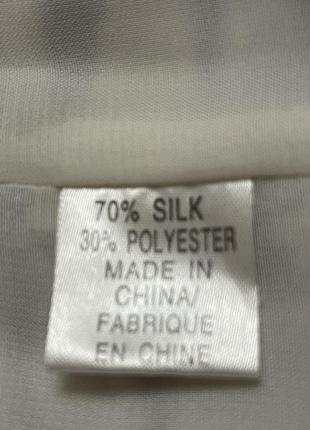 70% SILK
30% POLYESTER
MADE IN
CHINA/
FABRIQUE
EN CHINE